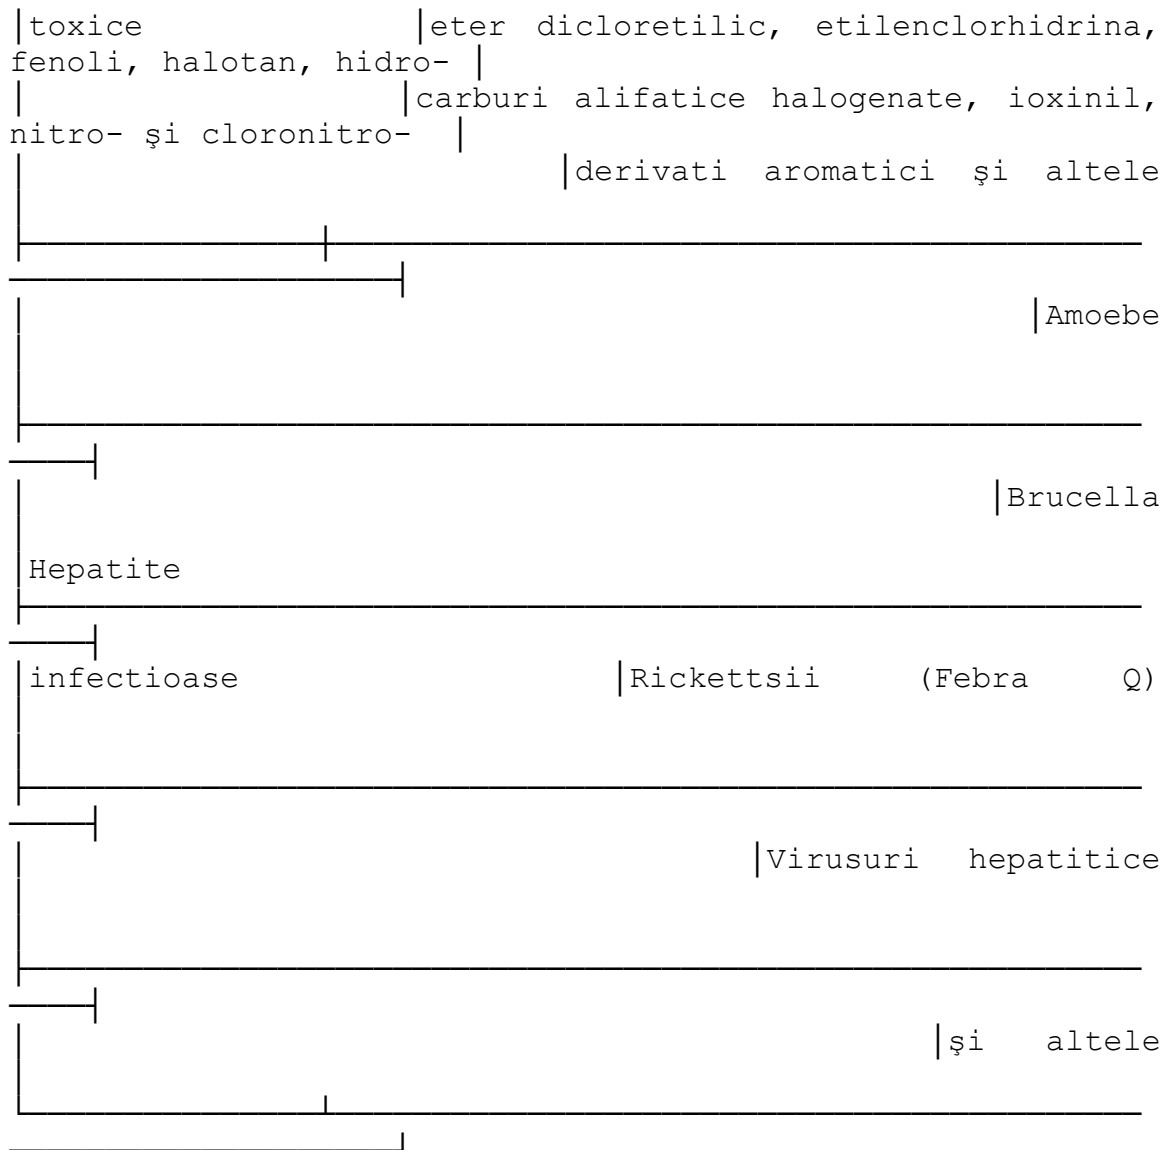 toxice eter dicloretilic, etilenclorhidrina,
fenoli, halotan, hidro-
carburi alifatice halogenate, ioxinil,
nitro- şi cloronitro-
derivati aromatici şi altele
Amoebe
Brucella
Hepatite
infectioase Rickettsii (Febra Q)
Virusuri hepatitice
şi altele